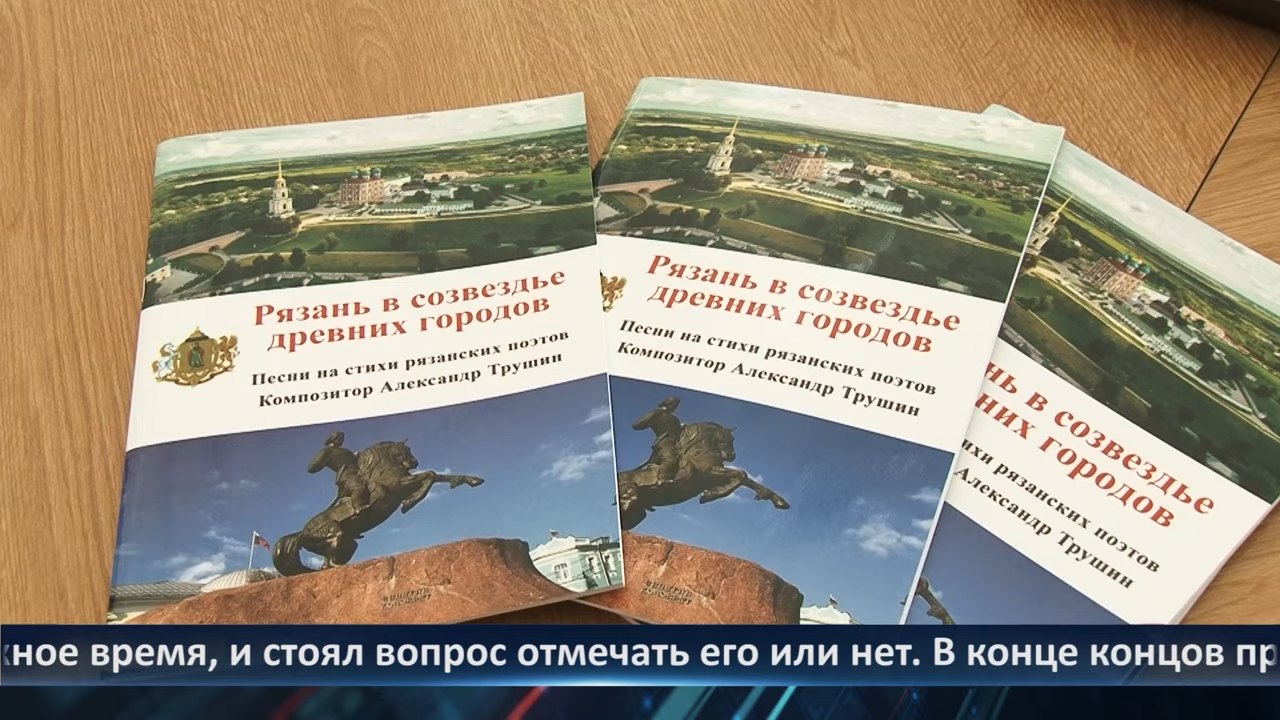 Рязань в созвездье
древних городов
Песни на стихи рязанских поэтов
Композитор Александр Трушин
Рязань в созвездье
древних городов
Песни на стихи рязанских поэтов
Композитор Александр Трушин
нь в созвездье
них городов
ихи рязанских поэтов
Александр Трушин
жное время, и стоял вопрос отмечать его или нет. В конце концов пр